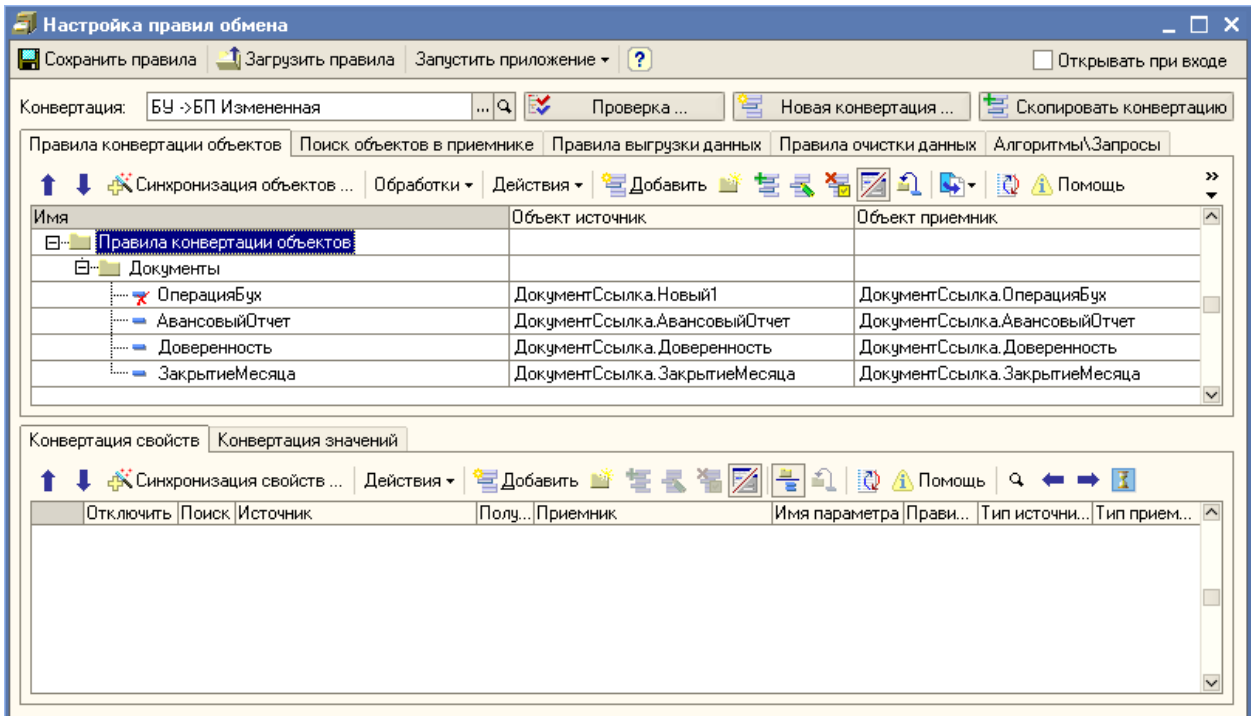 Настройка правил обмена
Сохранить правила Загрузить правила Запустить приложение ? Открывать при входе
Конвертация: БУ ->БП Измененная ... Проверка ... Новая конвертация ... Скопировать конвертацию
Правила конвертации объектов Поиск объектов в приемнике Правила выгрузки данных Правила очистки данных Алгоритмы\Запросы
Синхронизация объектов ... Обработки Действия Добавить Помощь »
Имя Объект источник Объект приемник
Правила конвертации объектов
Документы
ОперацияБух ДокументСсылка.Новый1 ДокументСсылка.ОперацияБух
АвансовыйОтчет ДокументСсылка.АвансовыйОтчет ДокументСсылка.АвансовыйОтчет
Доверенность ДокументСсылка.Доверенность ДокументСсылка.Доверенность
ЗакрытиеМесяца ДокументСсылка.ЗакрытиеМесяца ДокументСсылка.ЗакрытиеМесяца
Конвертация свойств Конвертация значений
Синхронизация свойств ... Действия Добавить Помощь
Отключить Поиск Источник Полу... Приемник Имя параметра Прави... Тип источни... Тип прием...